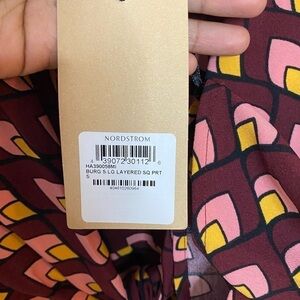 NORDSTROM
4 39072 30112 6
HA390058MI
BURG S LG LAYERED SQ PRT
S